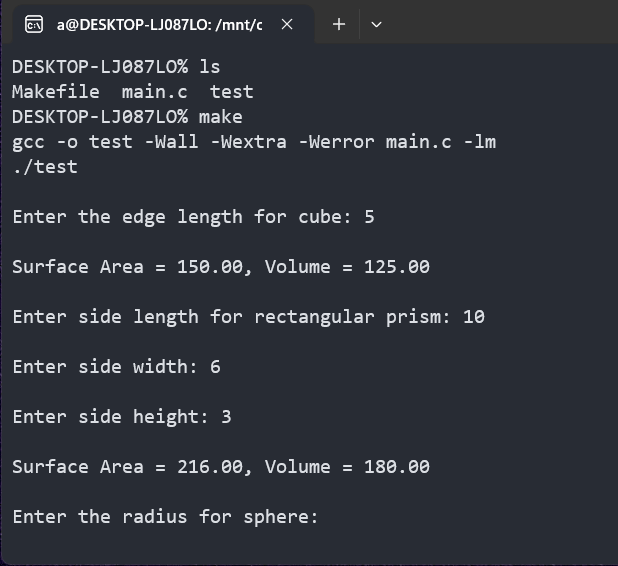 a@DESKTOP-LJ087LO: /mnt/c
DESKTOP-LJ087LO% ls
Makefile  main.c  test
DESKTOP-LJ087LO% make
gcc -o test -Wall -Wextra -Werror main.c -lm
./test
Enter the edge length for cube: 5
Surface Area = 150.00, Volume = 125.00
Enter side length for rectangular prism: 10
Enter side width: 6
Enter side height: 3
Surface Area = 216.00, Volume = 180.00
Enter the radius for sphere: